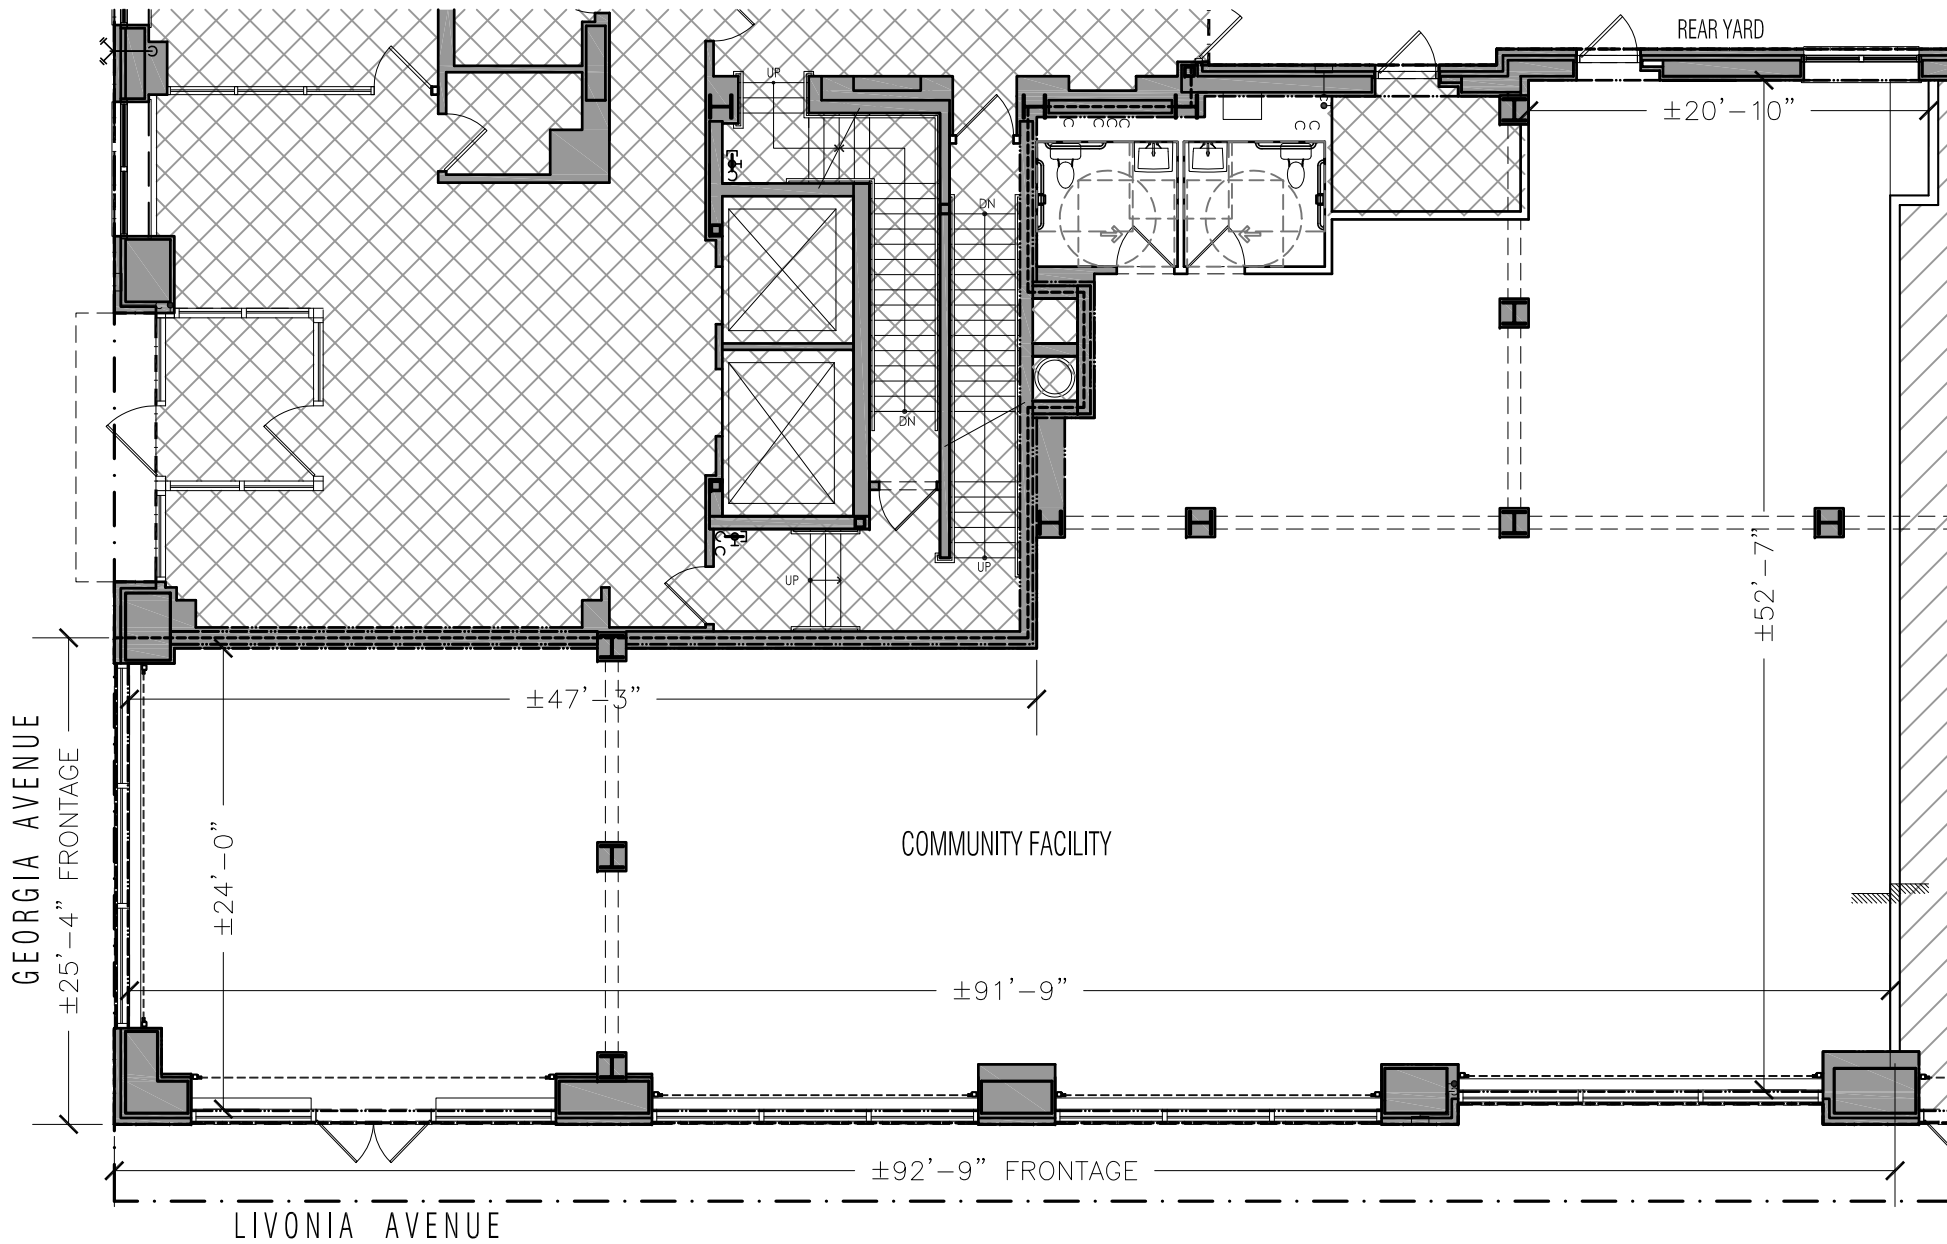 REAR YARD
UP
±20’-10”
DN
DN
±52’-7”
UP
UP
±47’-3”
GEORGIA AVENUE
±25’-4” FRONTAGE
±24’-0”
COMMUNITY FACILITY
±91’-9”
±92’-9” FRONTAGE
LIVONIA AVENUE